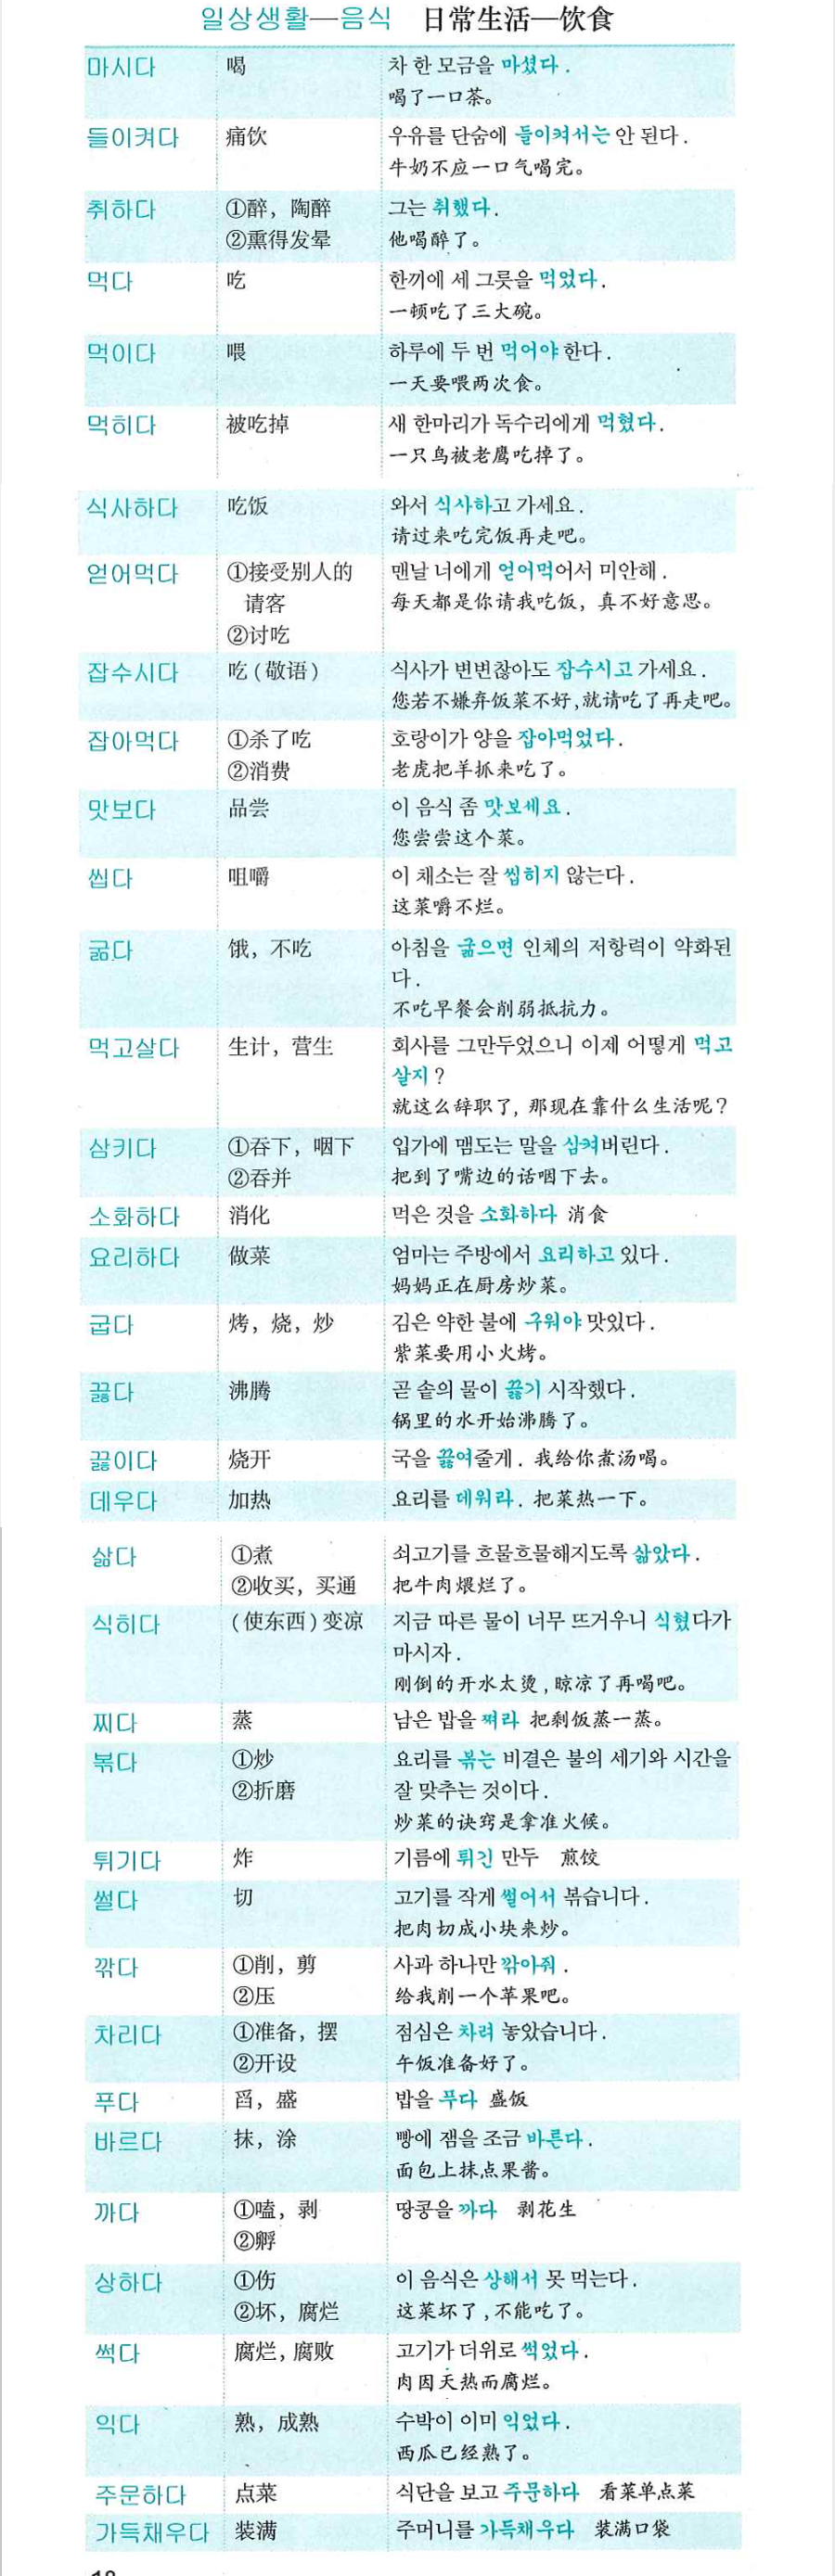 일상생활—음식 日常生活—饮食
마시다 喝 차 한 모금을 마셨다.
喝了一口茶。
들이켜다 痛饮 우유를 단숨에 들이켜서는 안 된다.
牛奶不应一口气喝完。
취하다 ①醉，陶醉 그는 취했다.
②熏得发晕 他喝醉了。
먹다 吃 한끼에 세 그릇을 먹었다.
一顿吃了三大碗。
먹이다 喂 하루에 두 번 먹어야 한다.
一天要喂两次食。
먹히다 被吃掉 새 한마리가 독수리에게 먹혔다.
一只鸟被老鹰吃掉了。
식사하다 吃饭 와서 식사하고 가세요.
请过来吃完饭再走吧。
얻어먹다 ①接受别人的 맨날 너에게 얻어먹어서 미안해.
请客 每天都是你请我吃饭，真不好意思。
②讨吃
잡수시다 吃(敬语) 식사가 변변찮아도 잡수시고 가세요.
您若不嫌弃饭菜不好,就请吃了再走吧。
잡아먹다 ①杀了吃 호랑이가 양을 잡아먹었다.
②消费 老虎把羊抓来吃了。
맛보다 品尝 이 음식 좀 맛보세요.
您尝尝这个菜。
씹다 咀嚼 이 채소는 잘 씹히지 않는다.
这菜嚼不烂。
굶다 饿，不吃 아침을 굶으면 인체의 저항력이 약화된
다.
不吃早餐会削弱抵抗力。
먹고살다 生计，营生 회사를 그만두었으니 이제 어떻게 먹고
살지?
就这么辞职了,那现在靠什么生活呢?
삼키다 ①吞下，咽下 입가에 맴도는 말을 삼켜버린다.
②吞并 把到了嘴边的话咽下去。
소화하다 消化 먹은 것을 소화하다 消食
요리하다 做菜 엄마는 주방에서 요리하고 있다.
妈妈正在厨房炒菜。
굽다 烤，烧，炒 김은 약한 불에 구워야 맛있다.
紫菜要用小火烤。
끓다 沸腾 곧 솥의 물이 끓기 시작했다.
锅里的水开始沸腾了。
끓이다 烧开 국을 끓여줄게. 我给你煮汤喝。
데우다 加热 요리를 데워라. 把菜热一下。
삶다 ①煮 쇠고기를 흐물흐물해지도록 삶았다.
②收买，买通 把牛肉煨烂了。
식히다 (使东西)变凉 지금 따른 물이 너무 뜨거우니 식혔다가
마시자.
刚倒的开水太烫,晾凉了再喝吧。
찌다 蒸 남은 밥을 쪄라 把剩饭蒸一蒸。
볶다 ①炒 요리를 볶는 비결은 불의 세기와 시간을
②折磨 잘 맞추는 것이다.
炒菜的诀窍是拿准火候。
튀기다 炸 기름에 튀긴 만두 煎饺
썰다 切 고기를 작게 썰어서 볶습니다.
把肉切成小块来炒。
깎다 ①削，剪 사과 하나만 깎아줘.
②压 给我削一个苹果吧。
차리다 ①准备，摆 점심은 차려 놓았습니다.
②开设 午饭准备好了。
푸다 舀，盛 밥을 푸다 盛饭
바르다 抹，涂 빵에 잼을 조금 바른다.
面包上抹点果酱。
까다 ①嗑，剥 땅콩을 까다 剥花生
②孵
상하다 ①伤 이 음식은 상해서 못 먹는다.
②坏，腐烂 这菜坏了,不能吃了。
썩다 腐烂,腐败 고기가 더위로 썩었다.
肉因天热而腐烂。
익다 熟，成熟 수박이 이미 익었다.
西瓜已经熟了。
주문하다 点菜 식단을 보고 주문하다 看菜单点菜
가득채우다 装满 주머니를 가득채우다 装满口袋